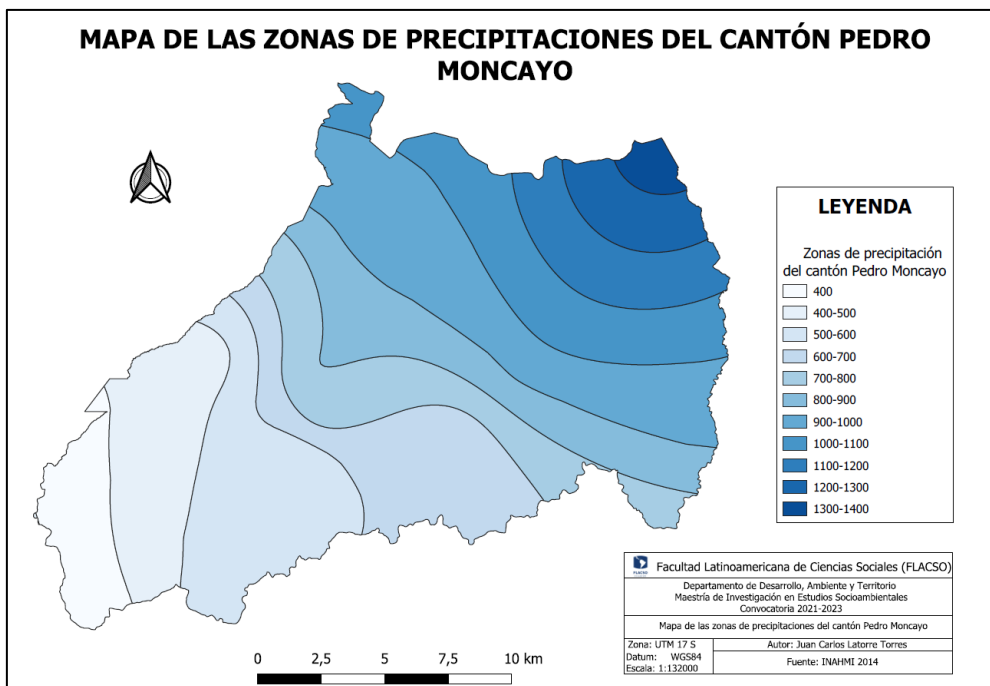 MAPA DE LAS ZONAS DE PRECIPITACIONES DEL CANTÓN PEDRO
MONCAYO
LEYENDA
Zonas de precipitación
del cantón Pedro Moncayo
400
400-500
500-600
600-700
700-800
800-900
900-1000
1000-1100
1100-1200
1200-1300
1300-1400
FLACSO
Facultad Latinoamericana de Ciencias Sociales (FLACSO)
Departamento de Desarrollo, Ambiente y Territorio
Maestría de Investigación en Estudios Socioambientales
Convocatoria 2021-2023
Mapa de las zonas de precipitaciones del cantón Pedro Moncayo
Zona: UTM 17 S
Datum: WGS84
Escala: 1:132000
Autor: Juan Carlos Latorre Torres
Fuente: INAHMI 2014
0 2,5 5 7,5 10 km